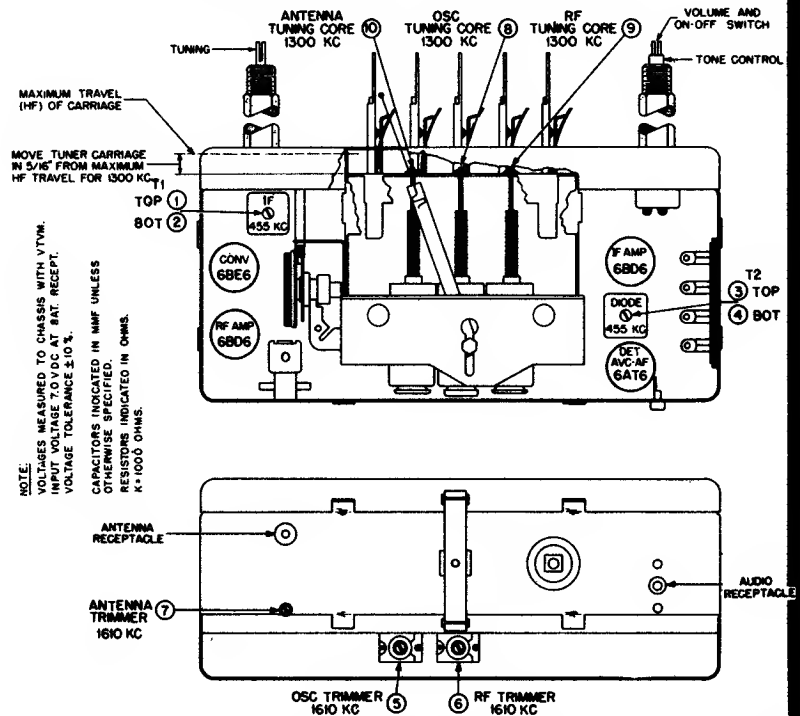 ANTENNA
TUNING CORE ⑩
1300 KC
OSC
TUNING CORE ⑧
1300 KC
RF
TUNING CORE ⑨
1300 KC
VOLUME AND
ON-OFF SWITCH
TUNING
TONE CONTROL
MAXIMUM TRAVEL
(HF) OF CARRIAGE
MOVE TUNER CARRIAGE
IN 5/16" FROM MAXIMUM
HF TRAVEL FOR 1300 KC
T1
TOP ①
BOT ②
IF
455 KC
CONV
6BE6
RF AMP
6BD6
IF AMP
6BD6
DIODE
455 KC
T2
③ TOP
④ BOT
DET
AVC-AF
6AT6
NOTE:
VOLTAGES MEASURED TO CHASSIS WITH VTVM.
INPUT VOLTAGE 7.0 VDC AT BAT. RECEPT.
VOLTAGE TOLERANCE ±10 %.
CAPACITORS INDICATED IN MMF UNLESS
OTHERWISE SPECIFIED.
RESISTORS INDICATED IN OHMS.
K=1000 OHMS.
ANTENNA
RECEPTACLE
AUDIO
RECEPTACLE
ANTENNA ⑦
TRIMMER
1610 KC
OSC TRIMMER ⑤
1610 KC
⑥ RF TRIMMER
1610 KC